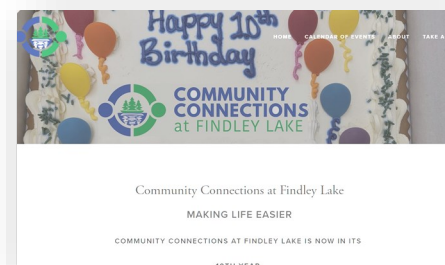 Happy 10th
Birthday
HOME CALENDAR OF EVENTS ABOUT TAKE A
COMMUNITY
CONNECTIONS
at FINDLEY LAKE
Community Connections at Findley Lake
MAKING LIFE EASIER
COMMUNITY CONNECTIONS AT FINDLEY LAKE IS NOW IN ITS